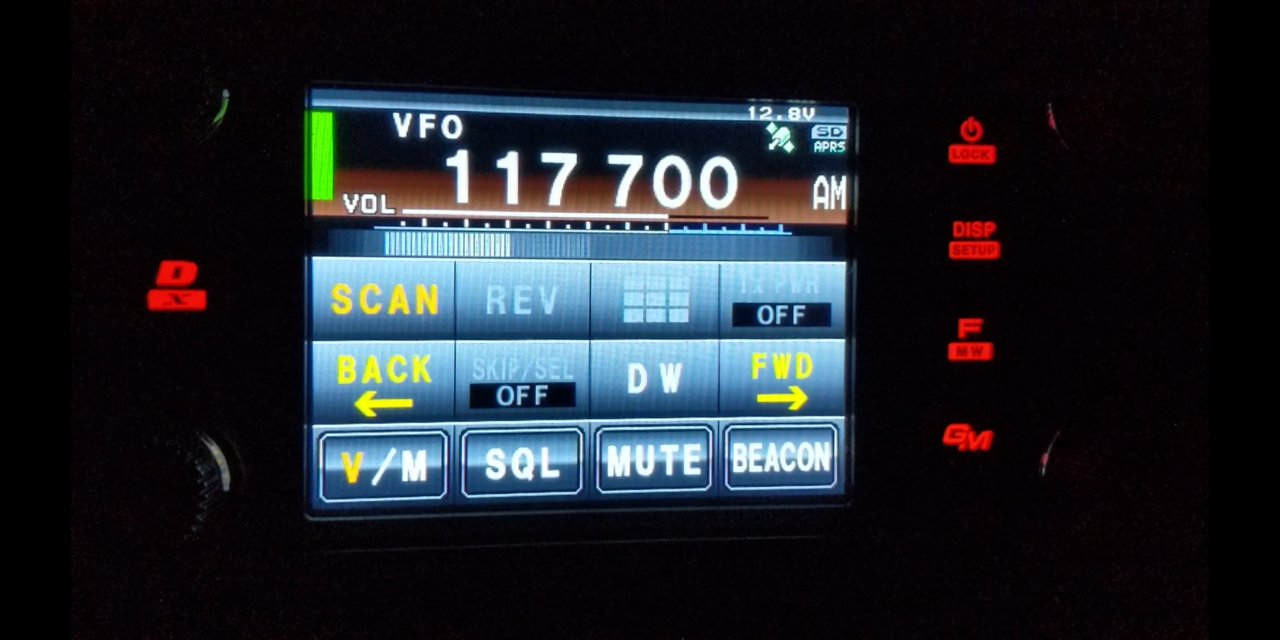 12.8V
VFO
SD
APRS
117 700
AM
VOL
SCAN
REV
TX PWR
OFF
BACK
SKIP/SEL
OFF
DW
FWD
V/M
SQL
MUTE
BEACON
D
X
LOCK
DISP
SETUP
F
MW
GM